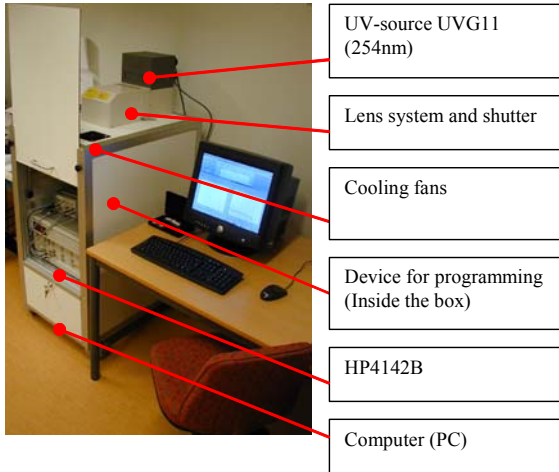 UV-source UVG11
(254nm)
Lens system and shutter
Cooling fans
Device for programming
(Inside the box)
HP4142B
Computer (PC)